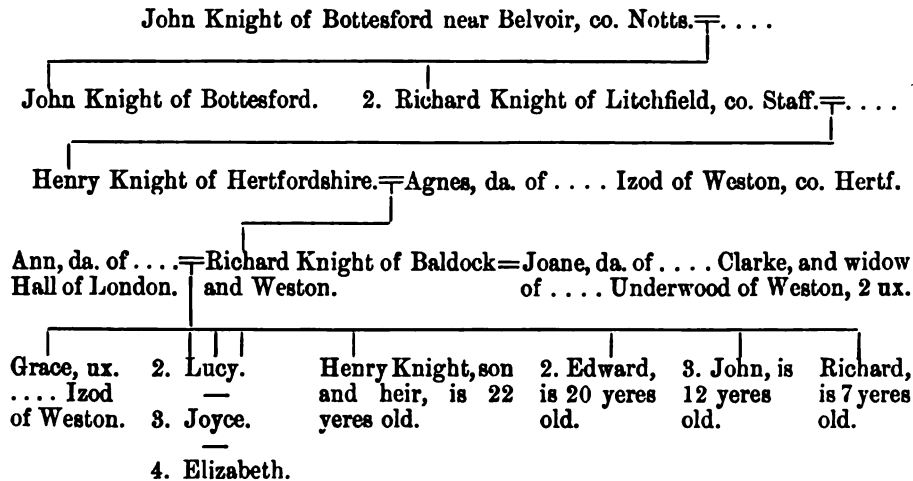 John Knight of Bottesford near Belvoir, co. Notts.=....
John Knight of Bottesford. 2. Richard Knight of Litchfield, co. Staff.=....
Henry Knight of Hertfordshire.=Agnes, da. of .... Izod of Weston, co. Hertf.
Ann, da. of ....=Richard Knight of Baldock=Joane, da. of .... Clarke, and widow
Hall of London. and Weston. of .... Underwood of Weston, 2 ux.
Grace, ux. 2. Lucy. Henry Knight, son 2. Edward, 3. John, is Richard,
.... Izod — and heir, is 22 is 20 yeres 12 yeres is 7 yeres
of Weston. 3. Joyce. yeres old. old. old. old.
—
4. Elizabeth.